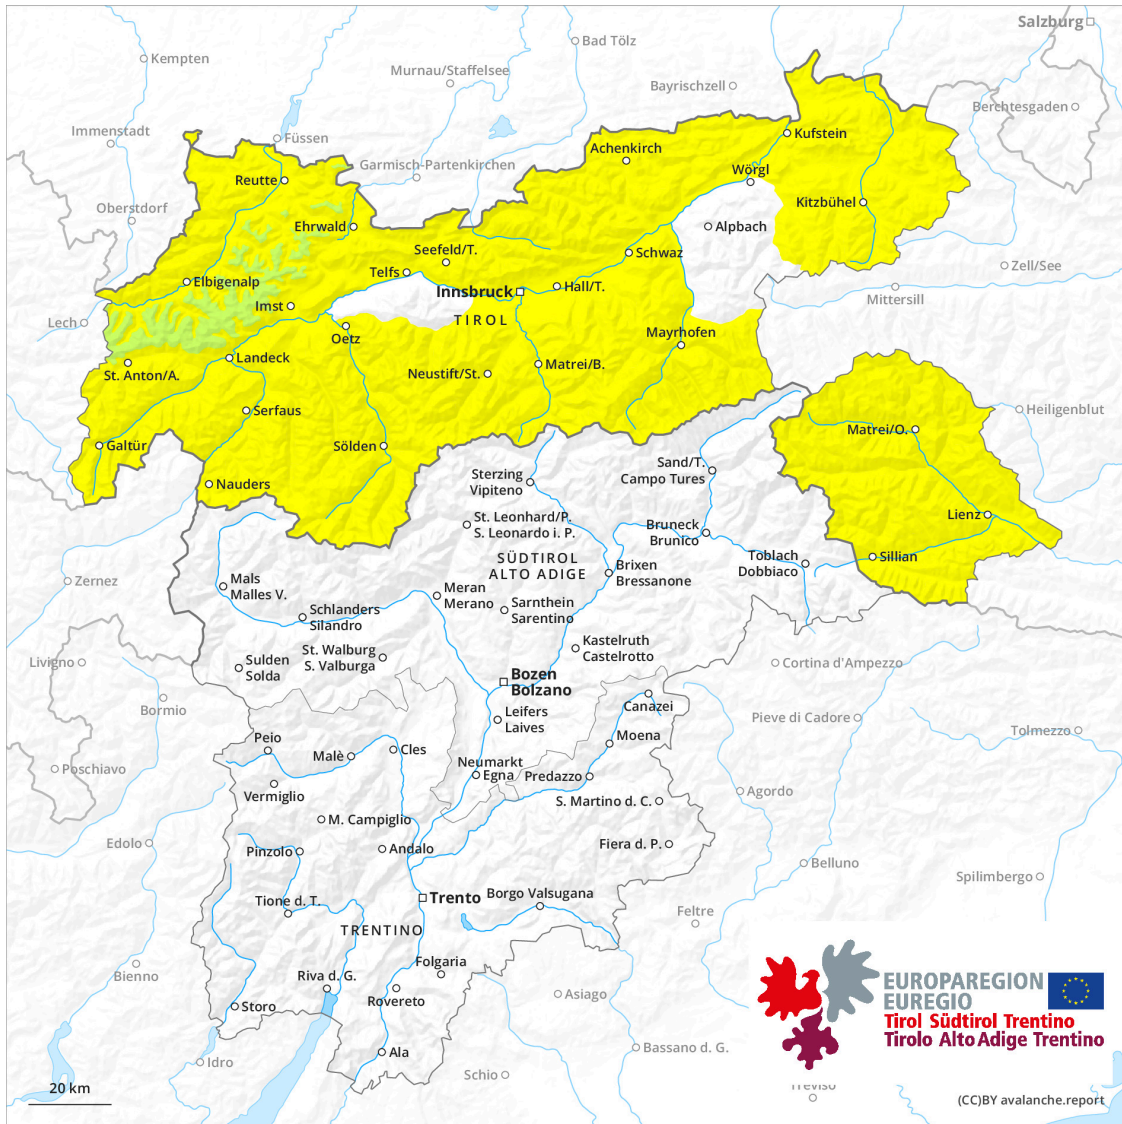 Salzburg
Bad Tölz
Kempten
Murnau/Staffelsee
Bayrischzell
Berchtesgaden
Immenstadt
Füssen
Kufstein
Achenkirch
Garmisch-Partenkirchen
Wörgl
Reutte
Kitzbühel
Oberstdorf
Ehrwald
Alpbach
Seefeld/T.
Schwaz
Telfs
Zell/See
Elbigenalp
Innsbruck
Hall/T.
Mittersill
Imst
Lech
TIROL
Oetz
Mayrhofen
Landeck
St. Anton/A.
Neustift/St.
Matrei/B.
Serfaus
Heiligenblut
Matrei/O.
Galtür
Sölden
Sand/T.
Campo Tures
Sterzing
Vipiteno
Nauders
St. Leonhard/P.
S. Leonardo i. P.
Lienz
Bruneck
Brunico
SÜDTIROL
ALTO ADIGE
Toblach
Dobbiaco
Sillian
Brixen
Bressanone
Zernez
Mals
Malles V.
Meran
Merano
Sarnthein
Sarentino
Schlanders
Silandro
Kastelruth
Castelrotto
St. Walburg
S. Valburga
Livigno
Sulden
Solda
Cortina d'Ampezzo
Bozen
Bolzano
Bormio
Canazei
Leifers
Laives
Pieve di Cadore
Tolmezzo
Peio
Moena
Cles
Malè
Neumarkt
Egna
Predazzo
Poschiavo
Vermiglio
Agordo
S. Martino d. C.
M. Campiglio
Edolo
Fiera d. P.
Pinzolo
Andalo
Belluno
Spilimbergo
Trento
Borgo Valsugana
Tione d. T.
Feltre
TRENTINO
Folgaria
Bienno
Riva d. G.
Rovereto
Asiago
Storo
EUROPAREGION
EUREGIO
Tirol Südtirol Trentino
Tirolo Alto Adige Trentino
Ala
Bassano d. G.
Idro
Schio
Treviso
20 km
(CC)BY avalanche.report